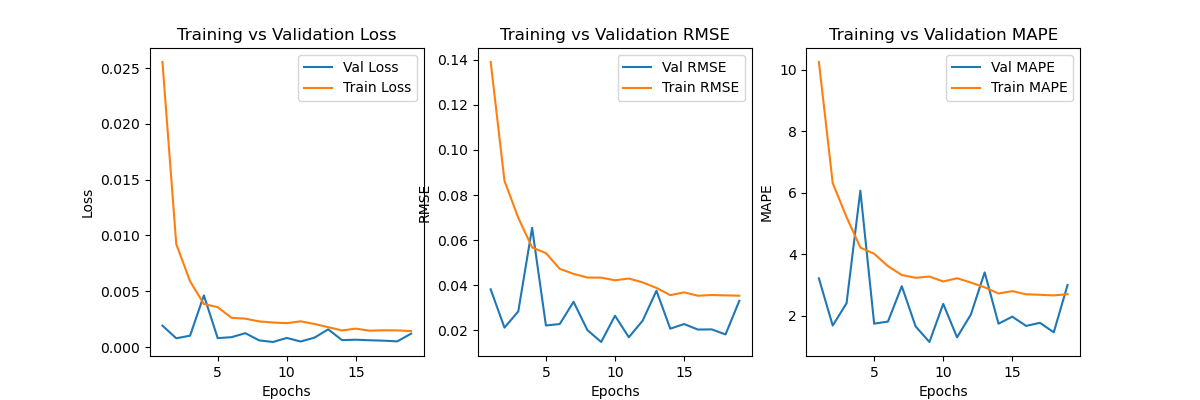 Training vs Validation Loss
Val Loss
Train Loss
0.025
0.020
0.015
0.010
0.005
0.000
Loss
5
10
15
Epochs
Training vs Validation RMSE
Val RMSE
Train RMSE
0.14
0.12
0.10
0.08
0.06
0.04
0.02
RMSE
5
10
15
Epochs
Training vs Validation MAPE
Val MAPE
Train MAPE
10
8
6
4
2
MAPE
5
10
15
Epochs